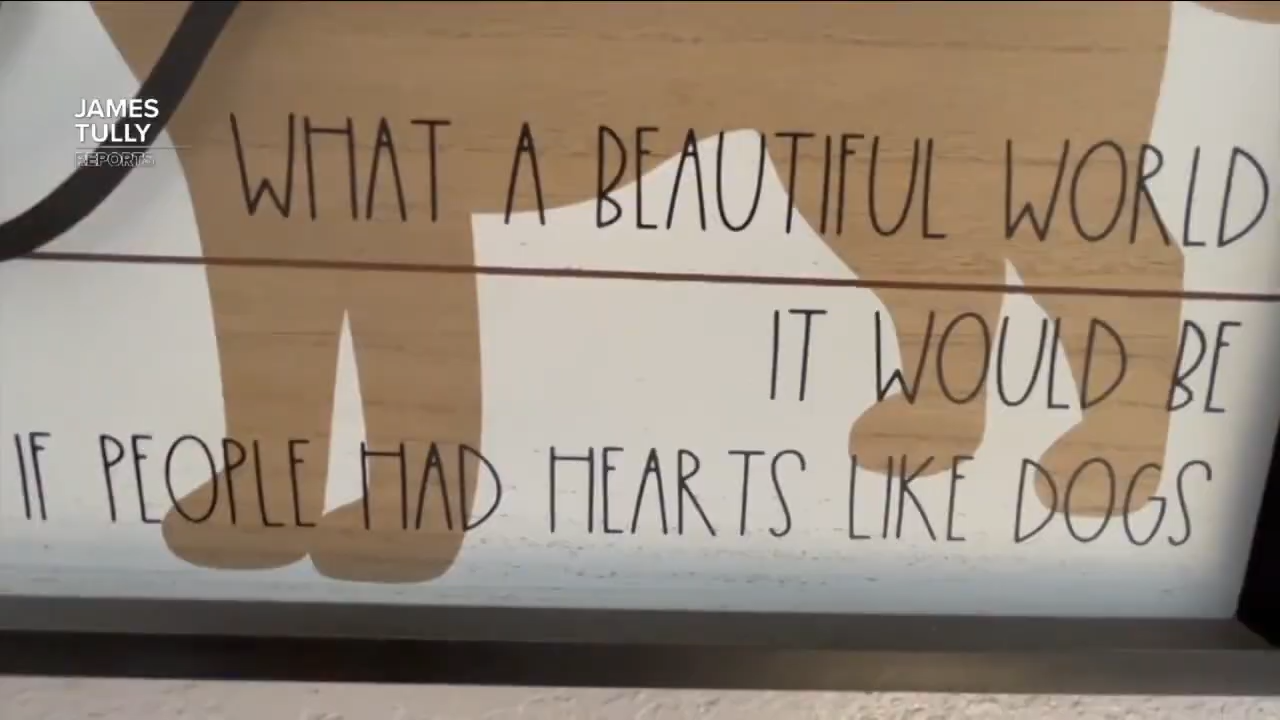 JAMES
TULLY
REPORTS
WHAT A BEAUTIFUL WORLD
IT WOULD BE
IF PEOPLE HAD HEARTS LIKE DOGS